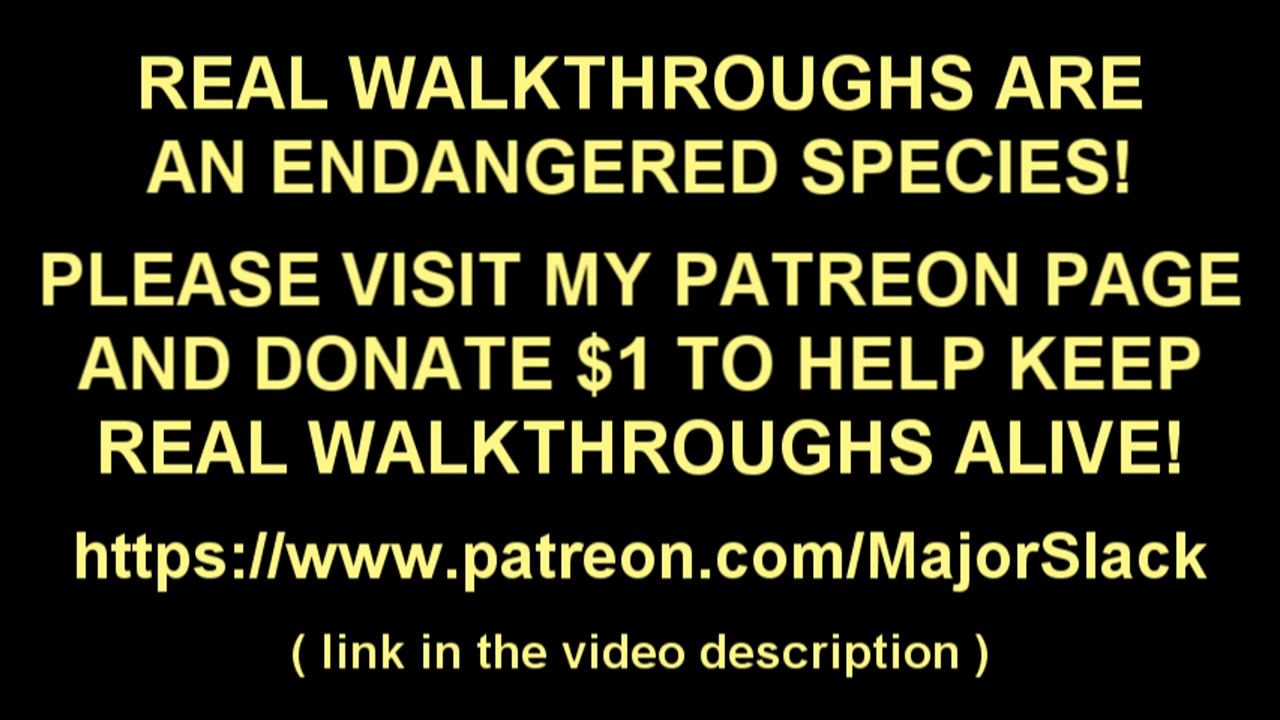 REAL WALKTHROUGHS ARE
AN ENDANGERED SPECIES!
PLEASE VISIT MY PATREON PAGE
AND DONATE $1 TO HELP KEEP
REAL WALKTHROUGHS ALIVE!
https://www.patreon.com/MajorSlack
( link in the video description )